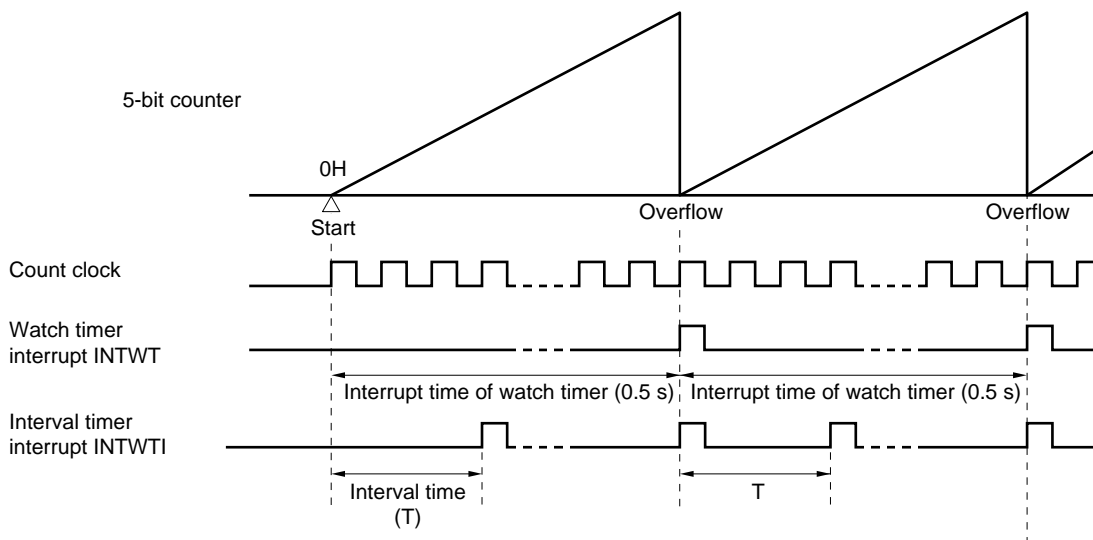 5-bit counter
0H
Start
Overflow
Overflow
Count clock
Watch timer
interrupt INTWT
Interrupt time of watch timer (0.5 s)
Interrupt time of watch timer (0.5 s)
Interval timer
interrupt INTWTI
Interval time
(T)
T